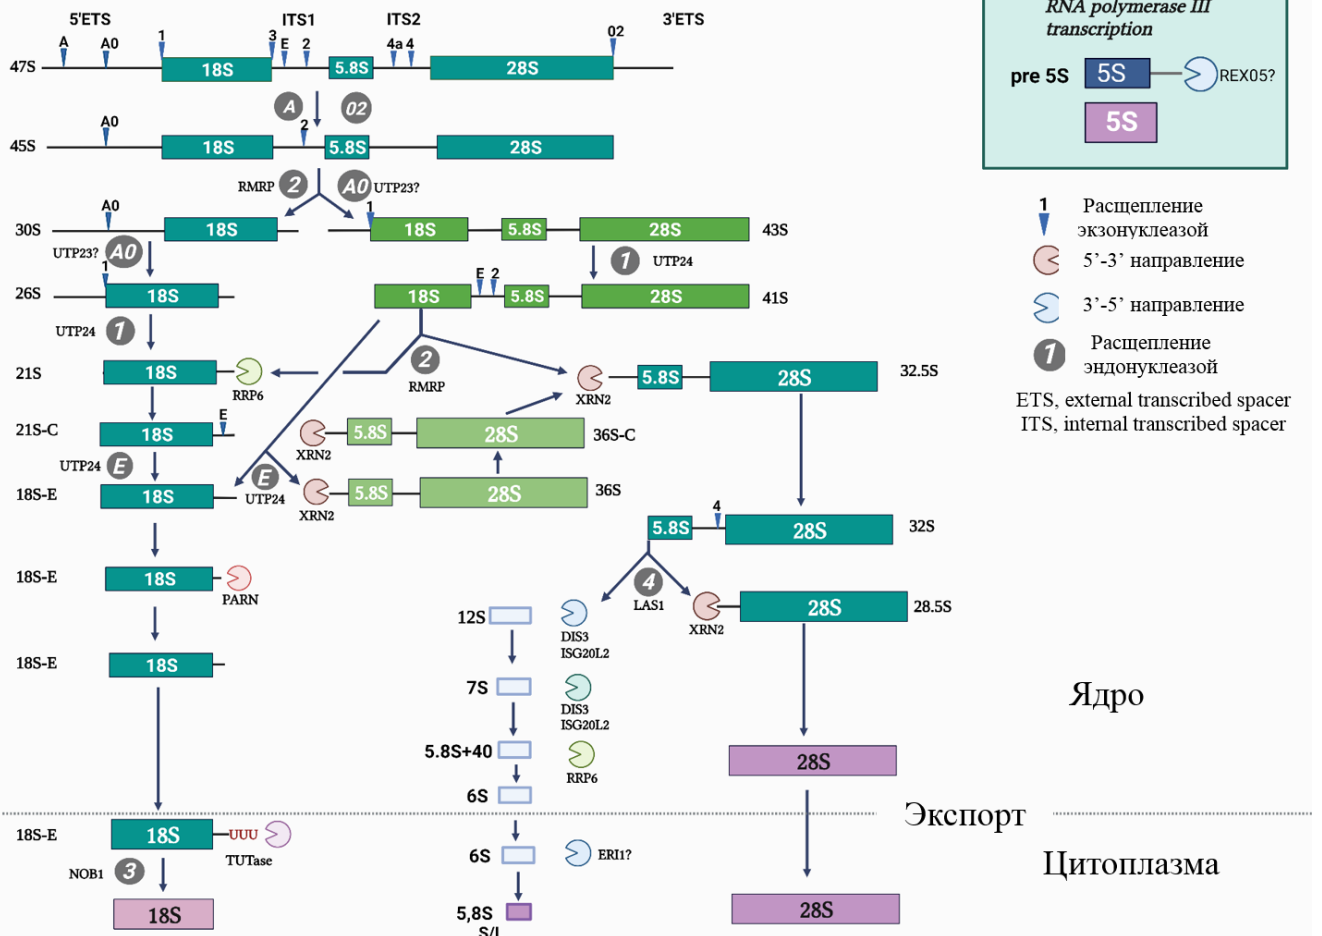 5'ETS ITS1 ITS2 3'ETS
A A0 1 3 E 2 4a 4 02
47S 18S 5.8S 28S
A 02
A0 2
45S 18S 5.8S 28S
RMRP 2 A0 UTP23?
A0 1
30S 18S 18S 5.8S 28S 43S
UTP23? A0 1 UTP24
1 E 2
26S 18S 18S 5.8S 28S 41S
UTP24 1
2
RMRP
21S 18S
RRP6
5.8S 28S 32.5S
XRN2
E
21S-C 18S
5.8S 28S 36S-C
XRN2
UTP24 E
E
UTP24
18S-E 18S
5.8S 28S 36S
XRN2
4
5.8S 28S 32S
4
LAS1
18S-E 18S
PARN
28S 28.5S
XRN2
12S
DIS3
ISG20L2
18S-E 18S
7S
DIS3
ISG20L2
5.8S+40
RRP6
28S
6S
Экспорт
18S-E 18S UUU
TUTase
NOB1 3
18S
6S ERI1?
5,8S
S/L
28S
RNA polymerase III
transcription
pre 5S 5S REX05?
5S
1 Расщепление
экзонуклеазой
5’-3’ направление
3’-5’ направление
1 Расщепление
эндонуклеазой
ETS, external transcribed spacer
ITS, internal transcribed spacer
Ядро
Цитоплазма